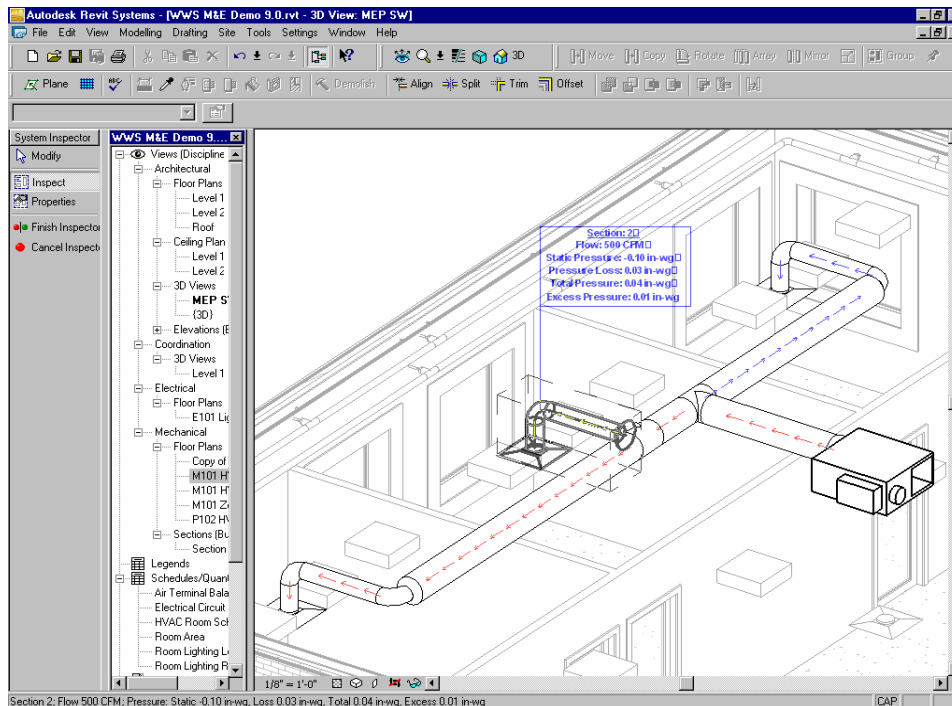 Autodesk Revit Systems - [WWS M&E Demo 9.0.rvt - 3D View: MEP SW]
File Edit View Modelling Drafting Site Tools Settings Window Help
3D Move Copy Rotate Array Mirror Group
Plane Demolish Align Split Trim Offset
System Inspector
Modify
Inspect
Properties
Finish Inspecto
Cancel Inspect
WWS M&E Demo 9....
Views (Discipline
Architectural
Floor Plans
Level 1
Level 2
Roof
Ceiling Plan
Level 1
Level 2
3D Views
MEP S
{3D}
Elevations (E
Coordination
3D Views
Level 1
Electrical
Floor Plans
E101 Lig
Mechanical
Floor Plans
Copy of
M101 H
M101 H
M101 Z
P102 HV
Sections (Bu
Section
Legends
Schedules/Quan
Air Terminal Bala
Electrical Circuit
HVAC Room Sch
Room Area
Room Lighting L
Room Lighting R
Section: 2
Flow: 500 CFM
Static Pressure: -0.10 in-wg
Pressure Loss: 0.03 in-wg
Total Pressure: 0.04 in-wg
Excess Pressure: 0.01 in-wg
1/8" = 1'-0"
Section 2; Flow 500 CFM; Pressure: Static -0.10 in-wg, Loss 0.03 in-wg, Total 0.04 in-wg, Excess 0.01 in-wg
CAP